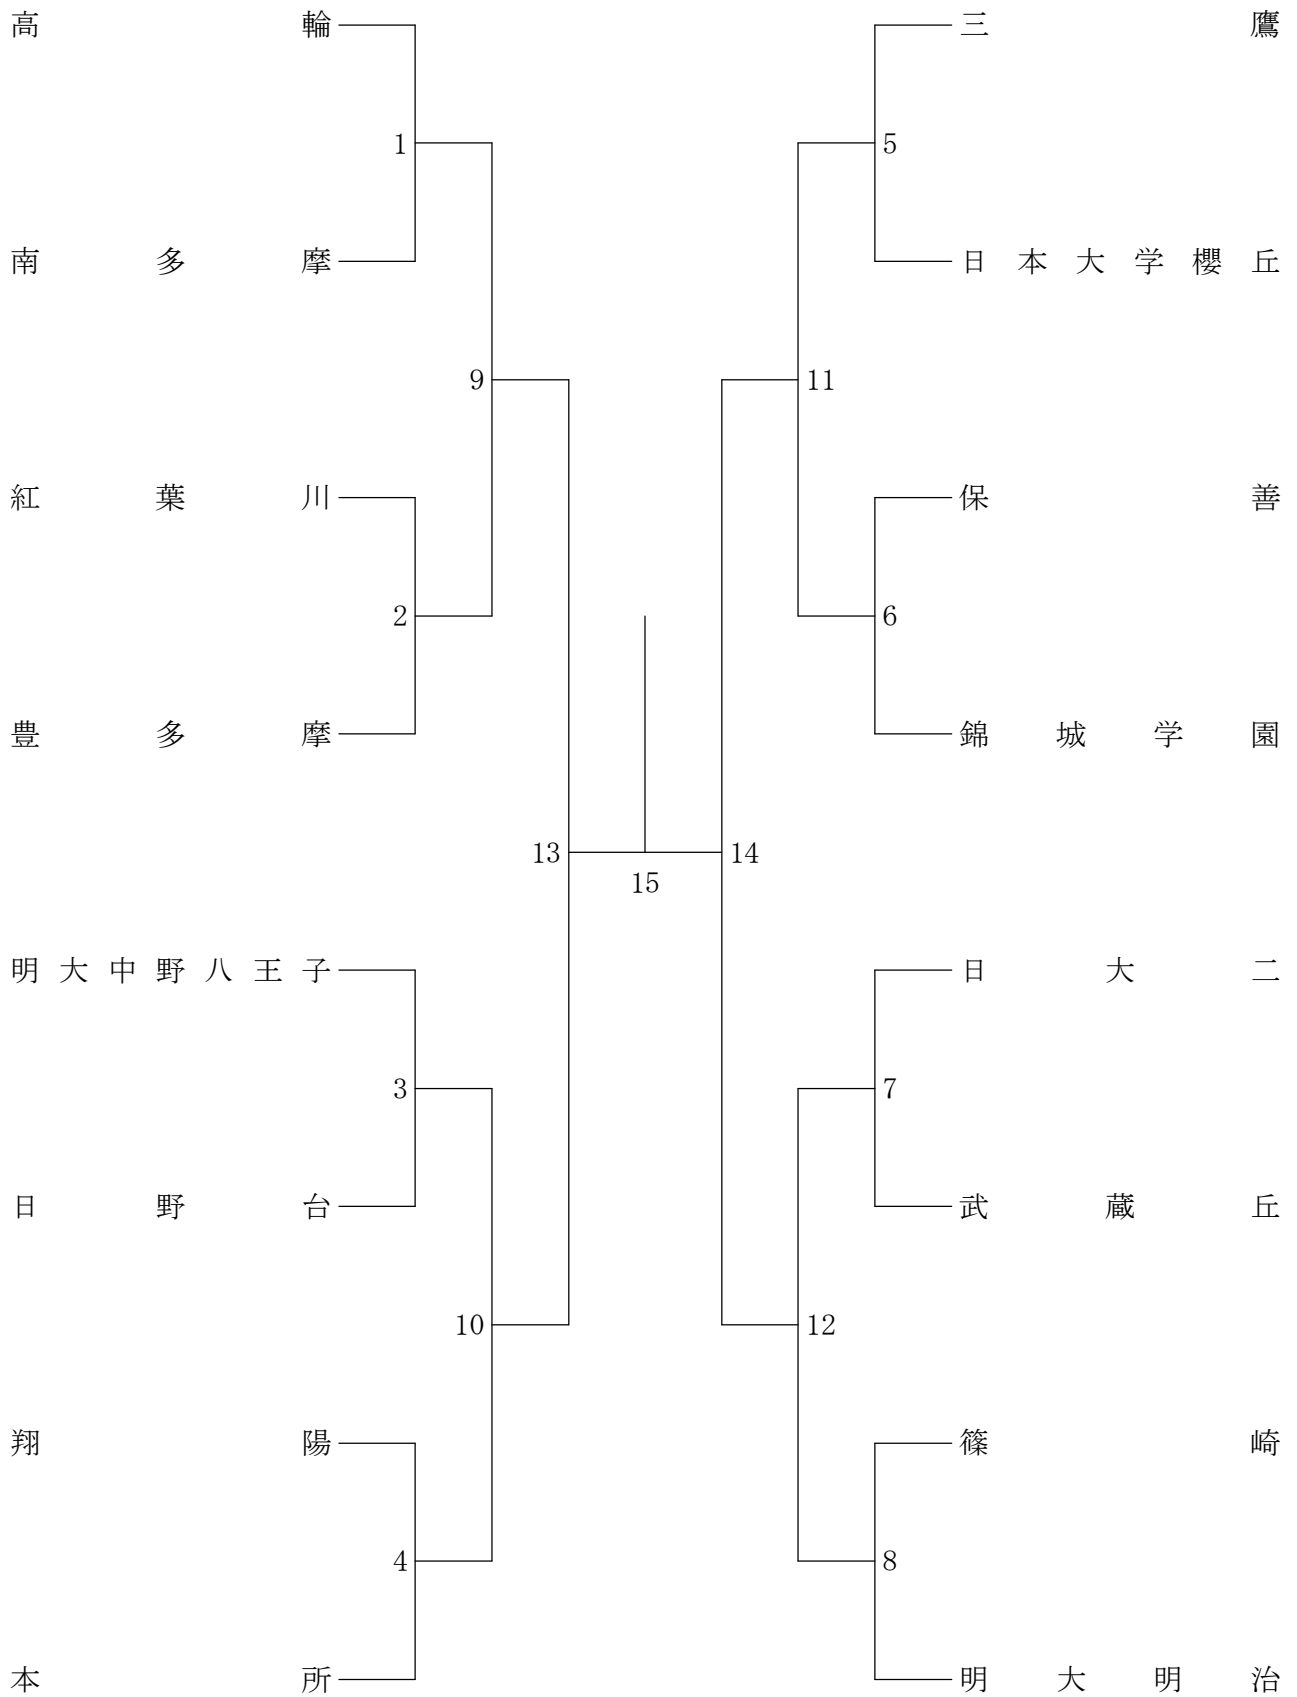 高輪
三鷹
1
5
南多摩
日本大学櫻丘
9
11
紅葉川
保善
2
6
豊多摩
錦城学園
13
14
15
明大中野八王子
日大二
3
7
日野台
武蔵丘
10
12
翔陽
篠崎
4
8
本所
明大明治